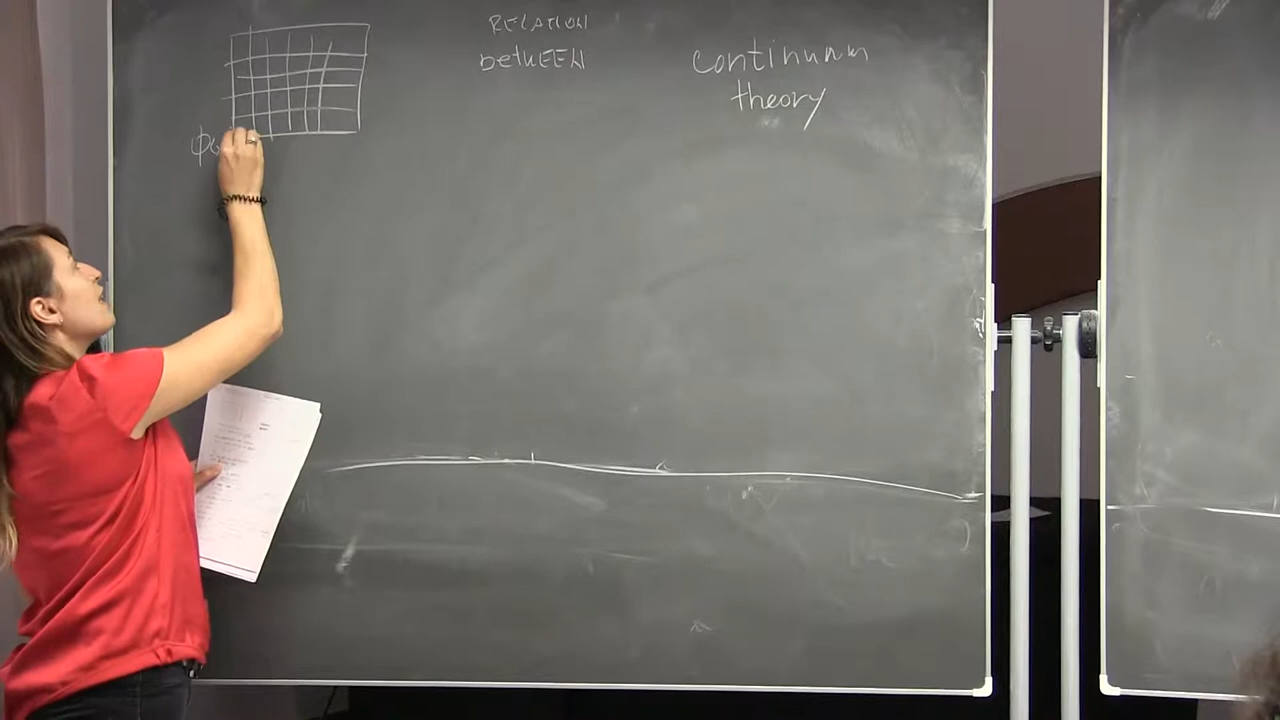 RELATION
between
continuum
theory
φ